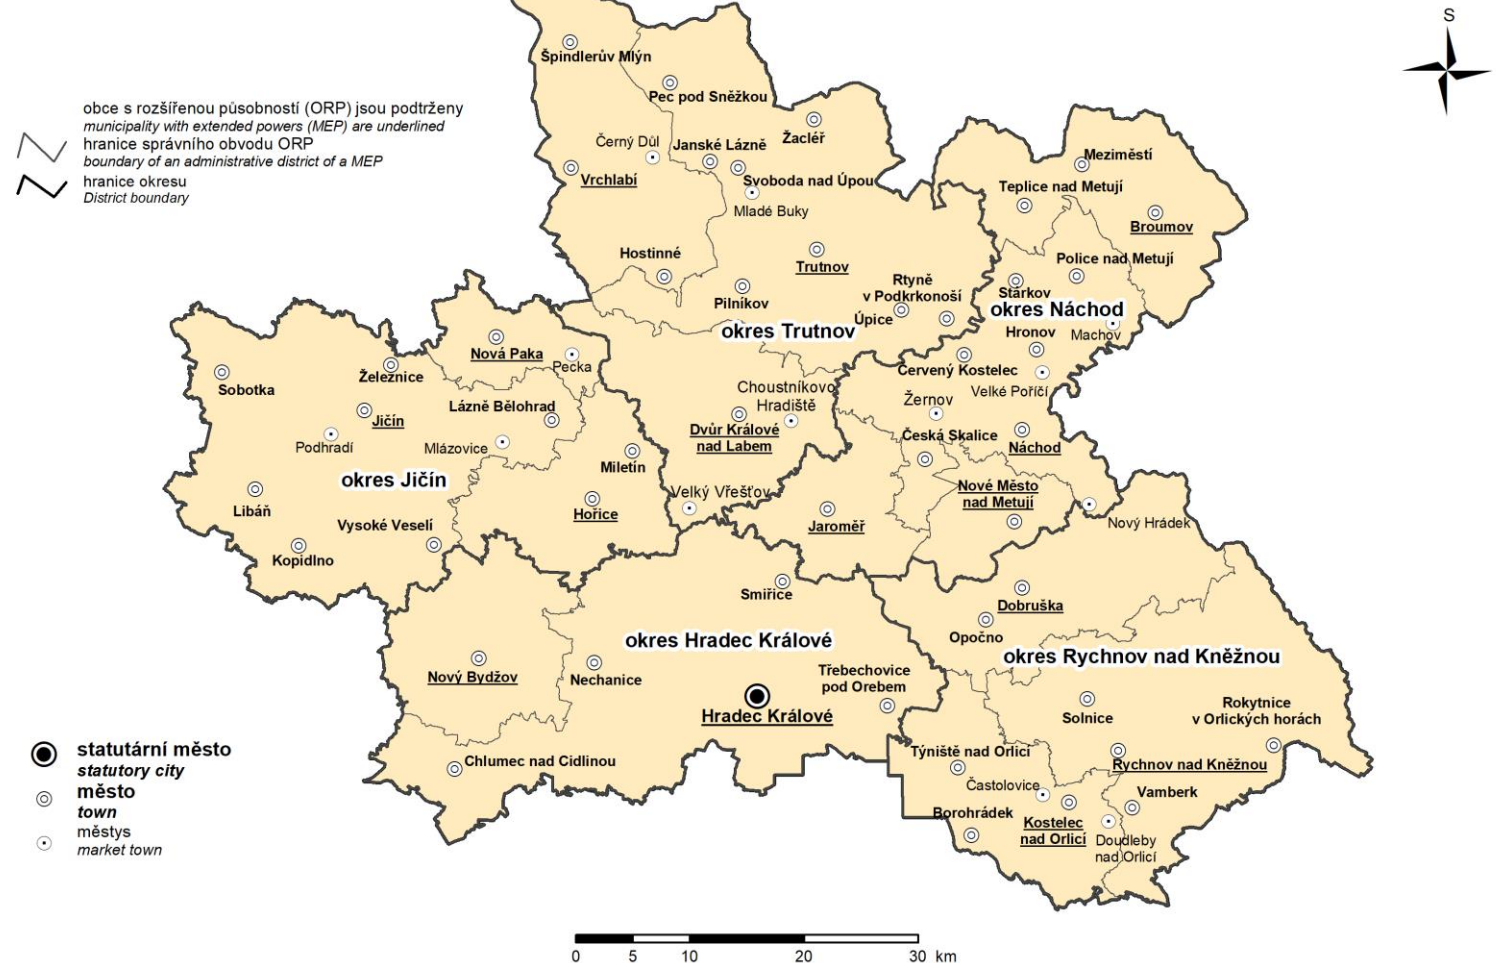 S
obce s rozšířenou působností (ORP) jsou podtrženy
municipality with extended powers (MEP) are underlined
hranice správního obvodu ORP
boundary of an administrative district of a MEP
hranice okresu
District boundary
Špindlerův Mlýn
Pec pod Sněžkou
Žacléř
Černý Důl
Janské Lázně
Vrchlabí
Svoboda nad Úpou
Mladé Buky
Hostinné
Trutnov
Pilníkov
Rtyně
v Podkrkonoší
Úpice
okres Trutnov
Choustníkovo
Hradiště
Dvůr Králové
nad Labem
Velký Vřešťov
Meziměstí
Teplice nad Metují
Broumov
Police nad Metují
Stárkov
okres Náchod
Machov
Hronov
Červený Kostelec
Velké Poříčí
Žernov
Česká Skalice
Náchod
Nové Město
nad Metují
Nový Hrádek
Jaroměř
Nová Paka
Pecka
Železnice
Sobotka
Lázně Bělohrad
Jičín
Podhradí
Mlázovice
okres Jičín
Miletín
Hořice
Libáň
Vysoké Veselí
Kopidlno
Smiřice
okres Hradec Králové
Nový Bydžov
Nechanice
Třebechovice
pod Orebem
Hradec Králové
Chlumec nad Cidlinou
Dobruška
Opočno
okres Rychnov nad Kněžnou
Solnice
Rokytnice
v Orlických horách
Týniště nad Orlicí
Rychnov nad Kněžnou
Častolovice
Vamberk
Borohrádek
Kostelec
nad Orlicí
Doudleby
nad Orlicí
statutární město
statutory city
město
town
městys
market town
0 5 10 20 30 km